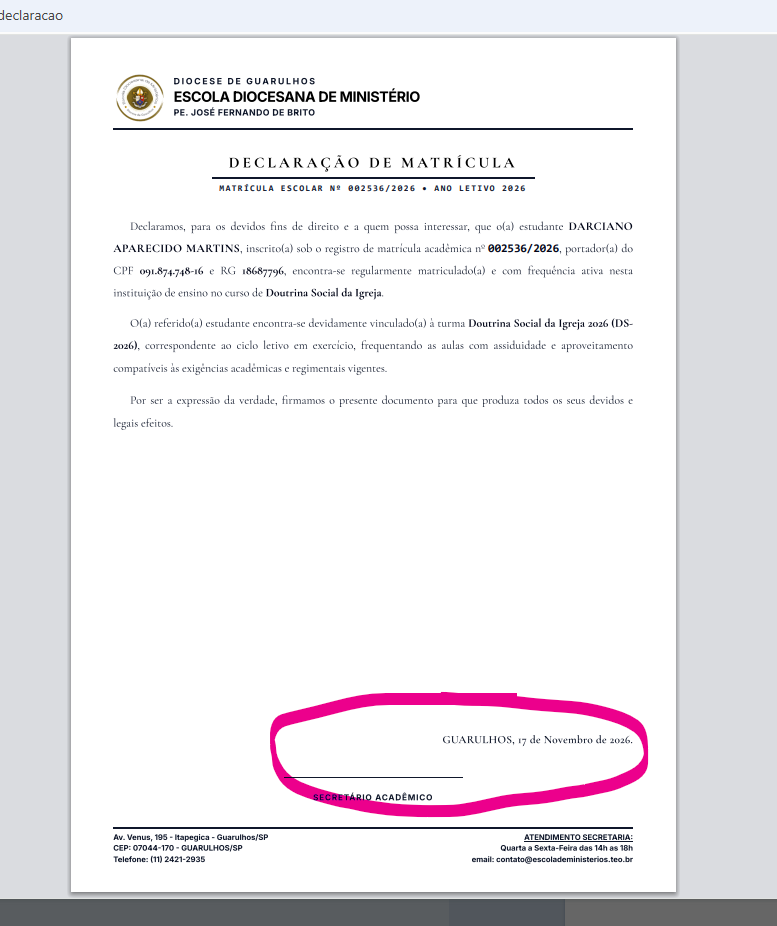 declaracao
DIOCESE DE GUARULHOS
ESCOLA DIOCESANA DE MINISTÉRIO
PE. JOSÉ FERNANDO DE BRITO
DECLARAÇÃO DE MATRÍCULA
MATRÍCULA ESCOLAR Nº 002536/2026 • ANO LETIVO 2026
Declaramos, para os devidos fins de direito e a quem possa interessar, que o(a) estudante DARCIANO
APARECIDO MARTINS, inscrito(a) sob o registro de matrícula acadêmica nº 002536/2026, portador(a) do
CPF 091.874.748-16 e RG 18687796, encontra-se regularmente matriculado(a) e com frequência ativa nesta
instituição de ensino no curso de Doutrina Social da Igreja.
O(a) referido(a) estudante encontra-se devidamente vinculado(a) à turma Doutrina Social da Igreja 2026 (DS-
2026), correspondente ao ciclo letivo em exercício, frequentando as aulas com assiduidade e aproveitamento
compatíveis às exigências acadêmicas e regimentais vigentes.
Por ser a expressão da verdade, firmamos o presente documento para que produza todos os seus devidos e
legais efeitos.
GUARULHOS, 17 de Novembro de 2026.
SECRETÁRIO ACADÊMICO
Av. Venus, 195 - Itapegica - Guarulhos/SP
CEP: 07044-170 - GUARULHOS/SP
Telefone: (11) 2421-2935
ATENDIMENTO SECRETARIA:
Quarta a Sexta-Feira das 14h as 18h
email: contato@escoladeministerios.teo.br